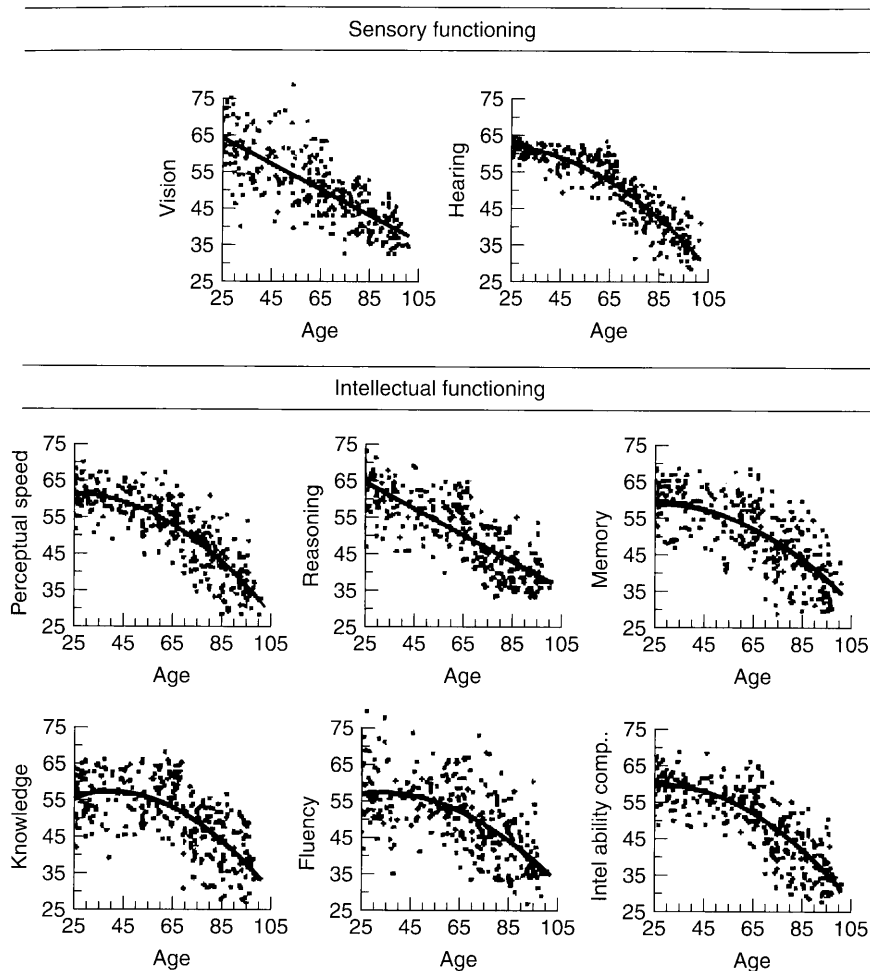 Sensory functioning
Vision
75
65
55
45
35
25
25 45 65 85 105
Age
Hearing
75
65
55
45
35
25
25 45 65 85 105
Age
Intellectual functioning
Perceptual speed
75
65
55
45
35
25
25 45 65 85 105
Age
Reasoning
75
65
55
45
35
25
25 45 65 85 105
Age
Memory
75
65
55
45
35
25
25 45 65 85 105
Age
Knowledge
75
65
55
45
35
25
25 45 65 85 105
Age
Fluency
75
65
55
45
35
25
25 45 65 85 105
Age
Intel ability comp..
75
65
55
45
35
25
25 45 65 85 105
Age